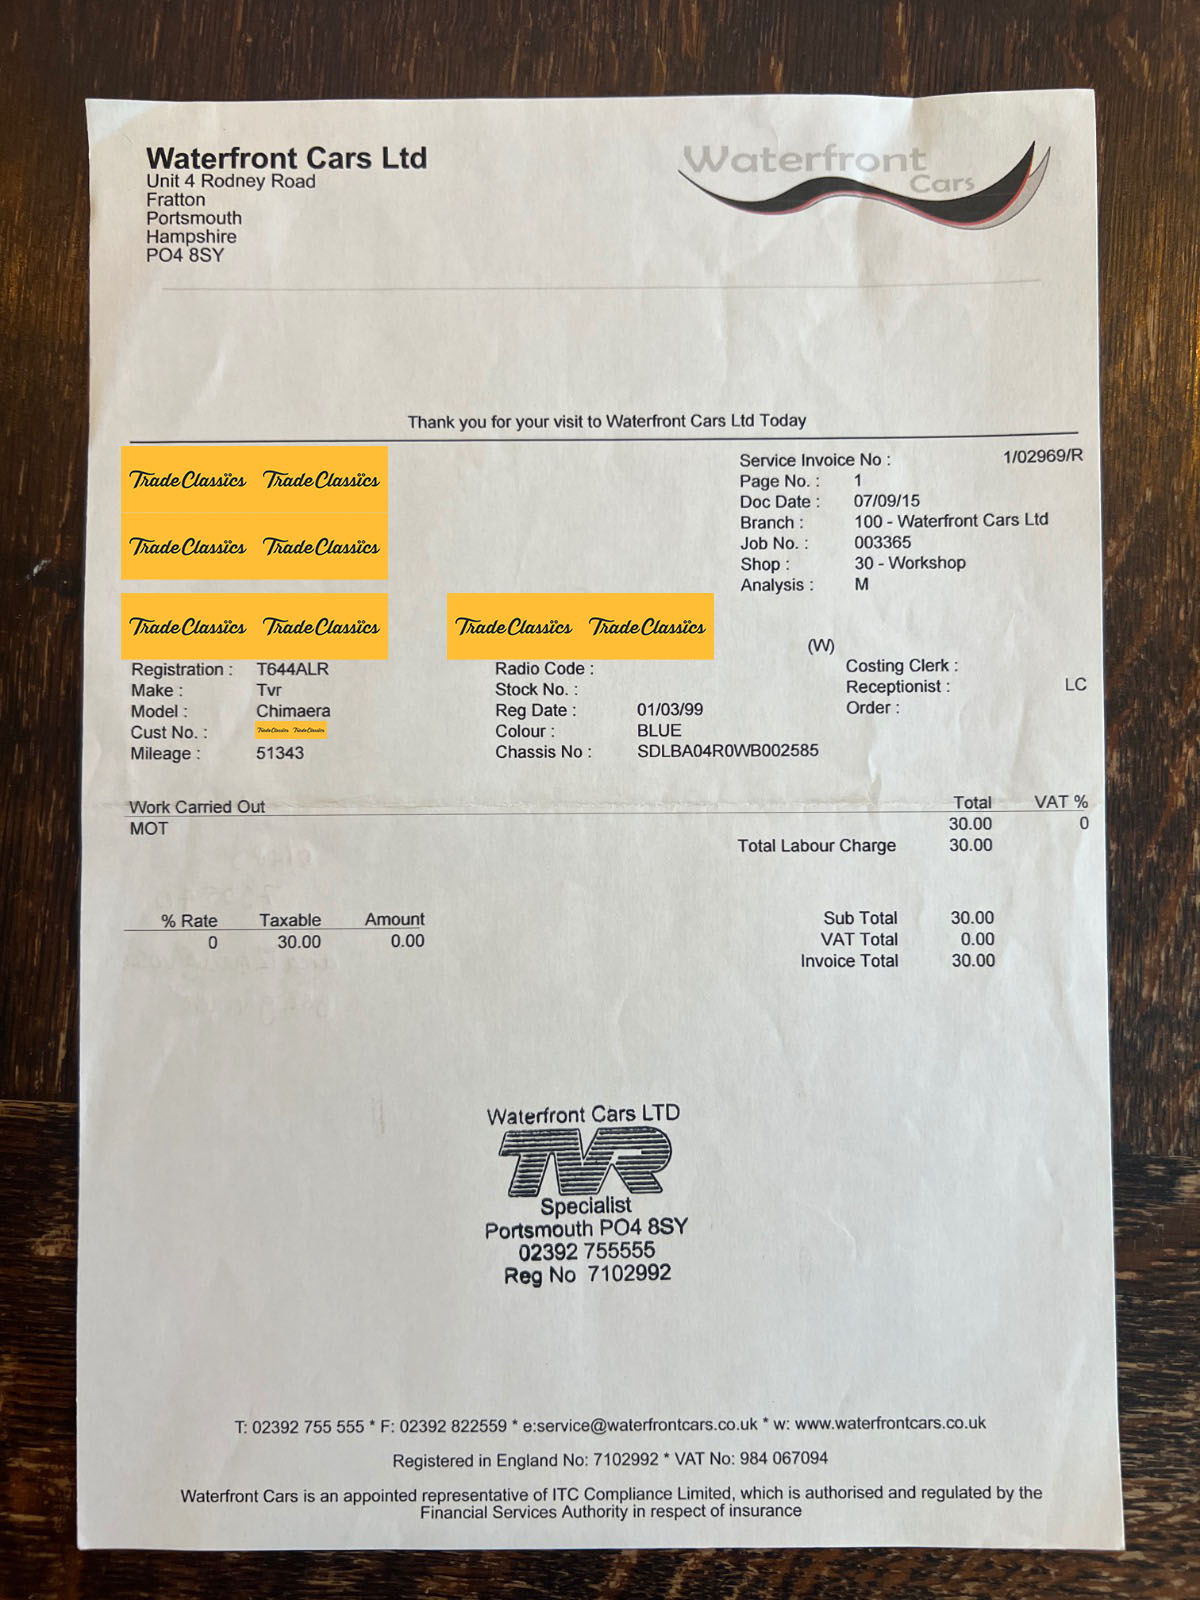 Waterfront Cars Ltd
Unit 4 Rodney Road
Fratton
Portsmouth
Hampshire
PO4 8SY
Waterfront
Cars
Thank you for your visit to Waterfront Cars Ltd Today
TradeClassics TradeClassics
TradeClassics TradeClassics
TradeClassics TradeClassics
TradeClassics TradeClassics
Service Invoice No : 1/02969/R
Page No. : 1
Doc Date : 07/09/15
Branch : 100 - Waterfront Cars Ltd
Job No. : 003365
Shop : 30 - Workshop
Analysis : M
(W)
Registration : T644ALR Radio Code : Costing Clerk :
Make : Tvr Stock No. : Receptionist : LC
Model : Chimaera Reg Date : 01/03/99 Order :
Cust No. : TradeClassics TradeClassics Colour : BLUE
Mileage : 51343 Chassis No : SDLBA04R0WB002585
Work Carried Out Total VAT %
MOT 30.00 0
Total Labour Charge 30.00
% Rate Taxable Amount Sub Total 30.00
0 30.00 0.00 VAT Total 0.00
Invoice Total 30.00
Waterfront Cars LTD
TVR
Specialist
Portsmouth PO4 8SY
02392 755555
Reg No 7102992
T: 02392 755 555 * F: 02392 822559 * e:service@waterfrontcars.co.uk * w: www.waterfrontcars.co.uk
Registered in England No: 7102992 * VAT No: 984 067094
Waterfront Cars is an appointed representative of ITC Compliance Limited, which is authorised and regulated by the
Financial Services Authority in respect of insurance